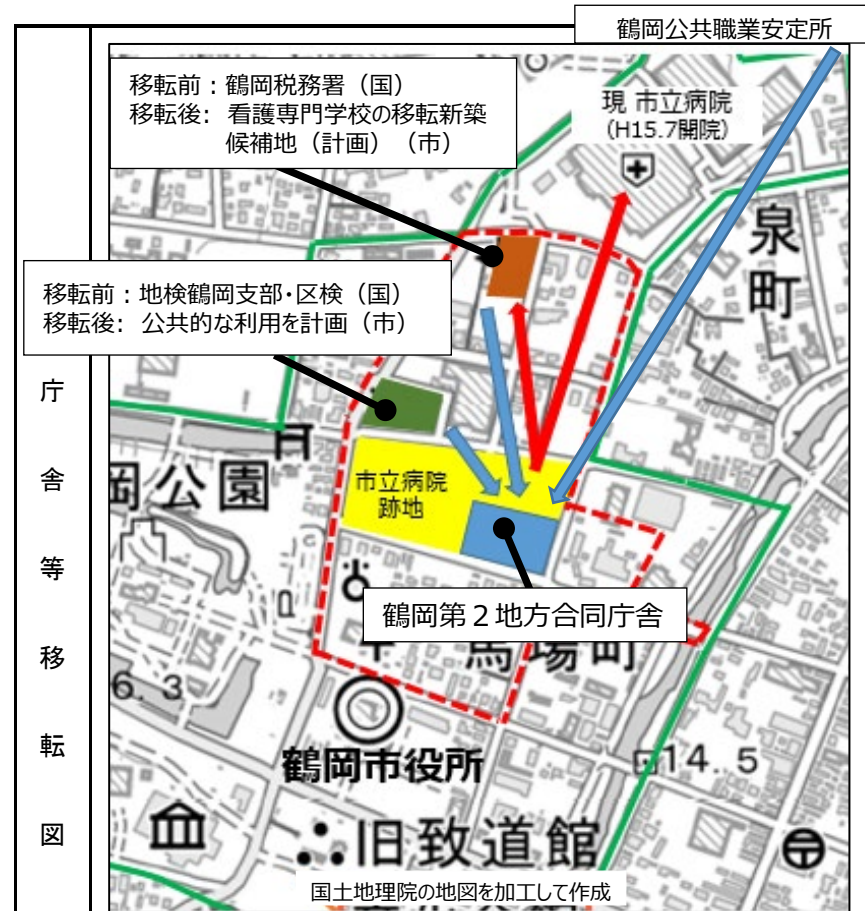 鶴岡公共職業安定所
移転前：鶴岡税務署（国）
移転後： 看護専門学校の移転新築
候補地（計画）（市）
現 市立病院
（H15.7開院）
泉町
移転前：地検鶴岡支部・区検（国）
移転後： 公共的な利用を計画（市）
庁舎等移転図
岡公園
市立病院
跡地
鶴岡第２地方合同庁舎
馬場町
6.3
鶴岡市役所
14.5
旧致道館
国土地理院の地図を加工して作成